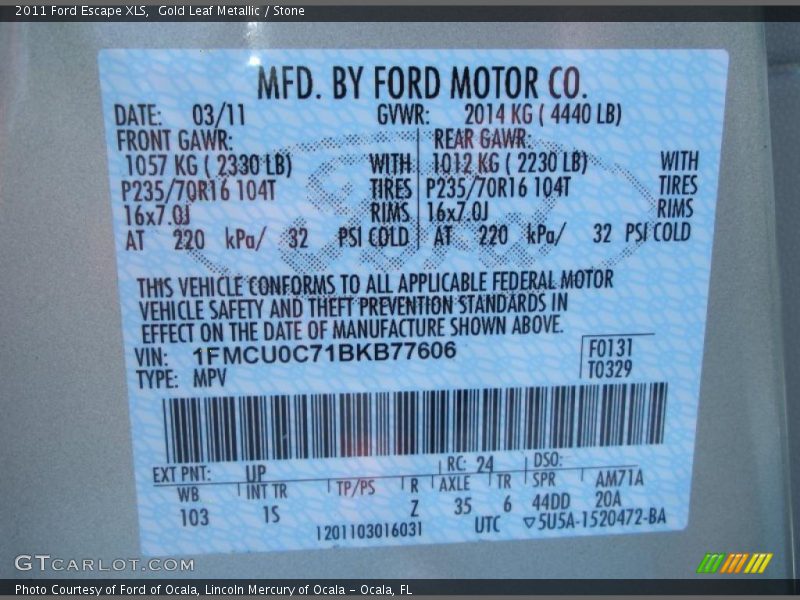 2011 Ford Escape XLS,  Gold Leaf Metallic / Stone
MFD. BY FORD MOTOR CO.
DATE: 03/11 GVWR: 2014 KG ( 4440 LB)
FRONT GAWR: REAR GAWR:
1057 KG ( 2330 LB) WITH 1012 KG ( 2230 LB) WITH
P235/70R16 104T TIRES P235/70R16 104T TIRES
16x7.0J RIMS 16x7.0J RIMS
AT 220 kPa/ 32 PSI COLD AT 220 kPa/ 32 PSI COLD
THIS VEHICLE CONFORMS TO ALL APPLICABLE FEDERAL MOTOR
VEHICLE SAFETY AND THEFT PREVENTION STANDARDS IN
EFFECT ON THE DATE OF MANUFACTURE SHOWN ABOVE.
VIN: 1FMCU0C71BKB77606 F0131
TYPE: MPV T0329
EXT PNT: UP RC: 24 DSO:
WB INT TR TP/PS R AXLE TR SPR AM71A
103 1S Z 35 6 44DD 20A
1201103016031 UTC ▽5U5A-1520472-BA
GTCARLOT.COM
Photo Courtesy of Ford of Ocala, Lincoln Mercury of Ocala - Ocala, FL